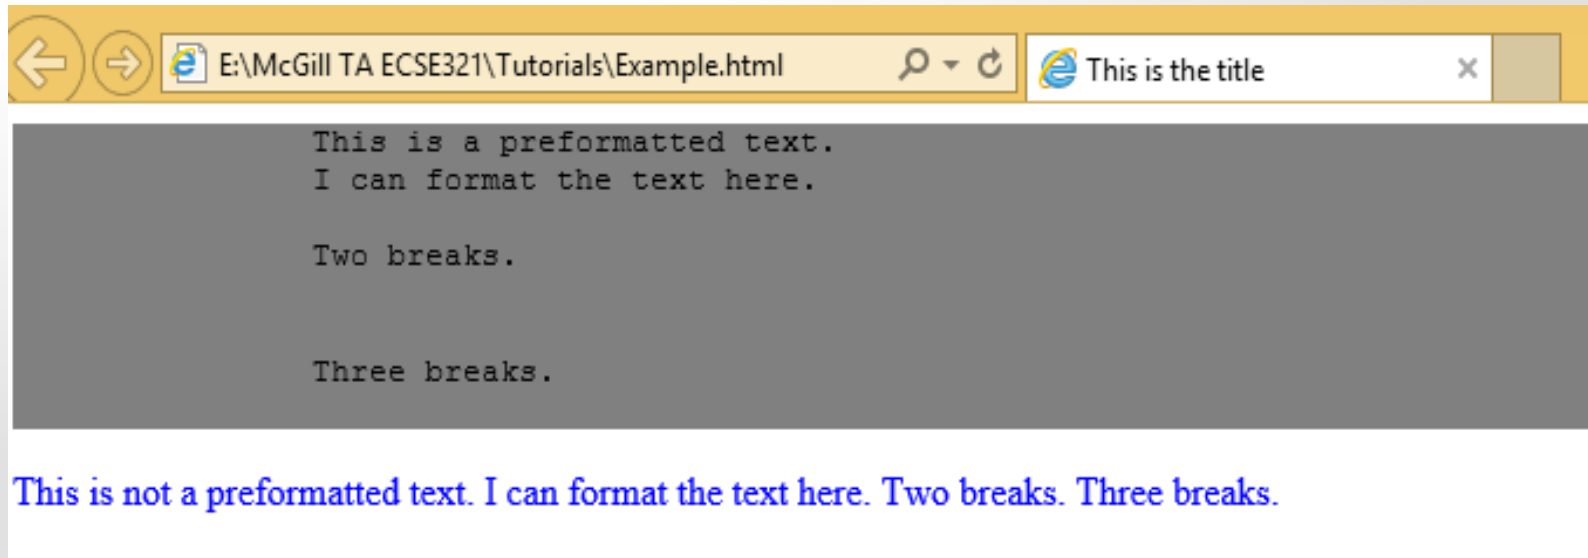 E:\McGill TA ECSE321\Tutorials\Example.html
This is the title
This is a preformatted text.
I can format the text here.
Two breaks.
Three breaks.
This is not a preformatted text. I can format the text here. Two breaks. Three breaks.